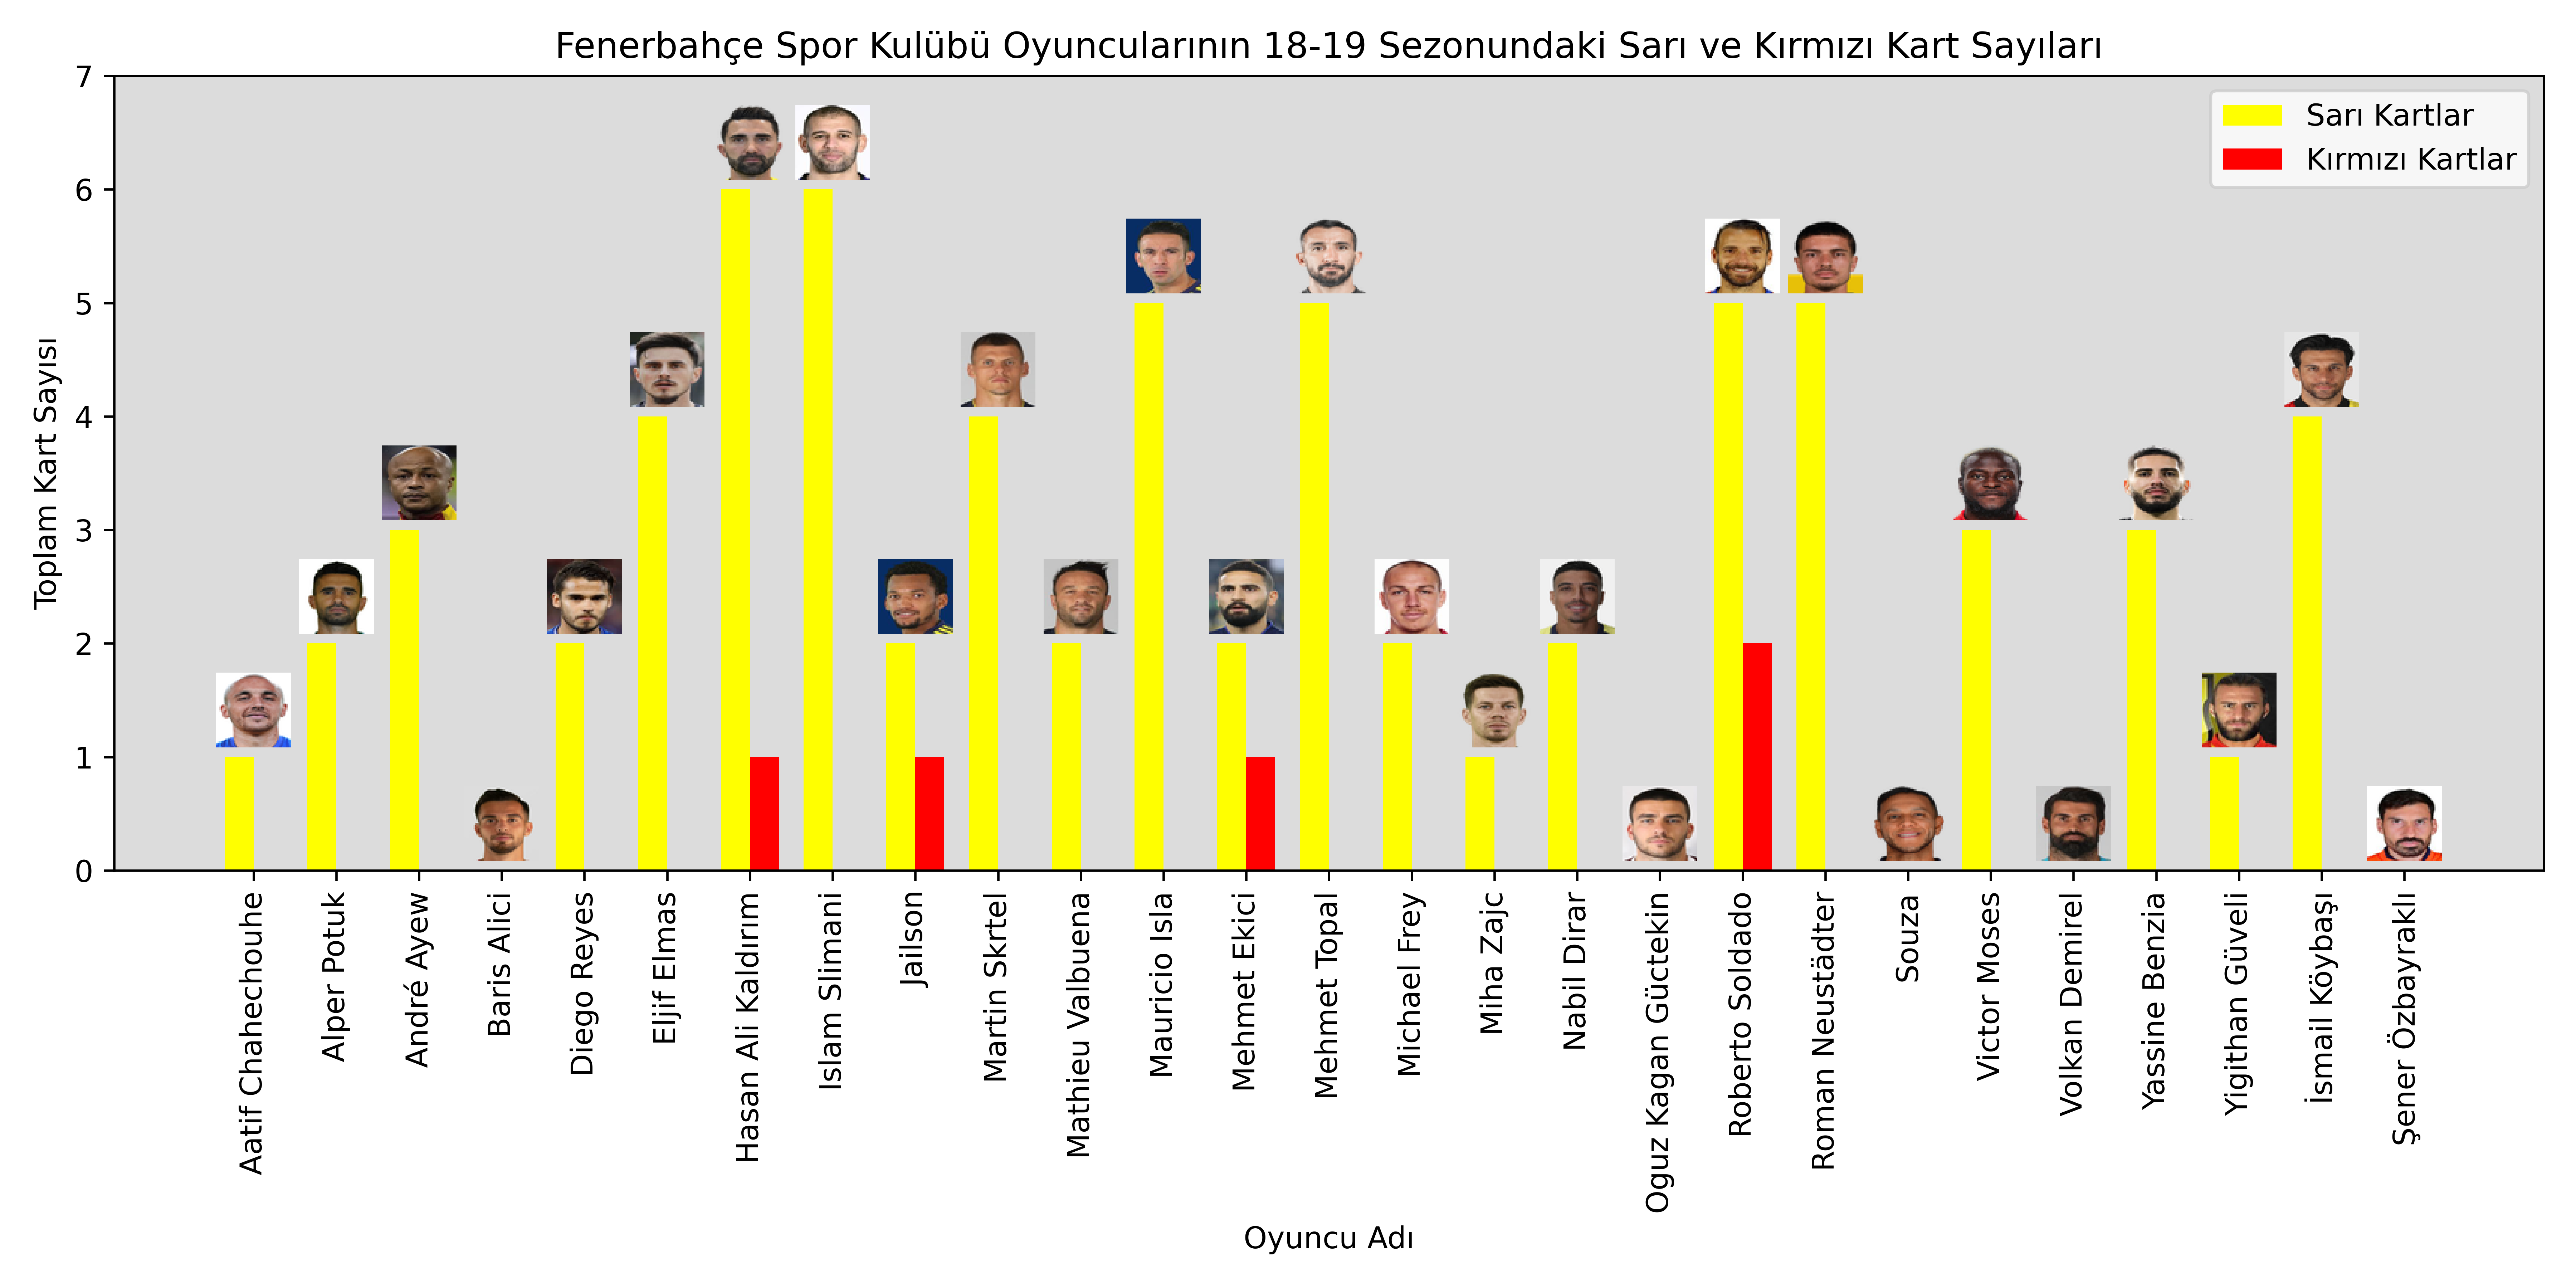 Fenerbahçe Spor Kulübü Oyuncularının 18-19 Sezonundaki Sarı ve Kırmızı Kart Sayıları
Sarı Kartlar
Kırmızı Kartlar
Toplam Kart Sayısı
7
6
5
4
3
2
1
0
Aatif Chahechouhe
Alper Potuk
André Ayew
Baris Alici
Diego Reyes
Eljif Elmas
Hasan Ali Kaldırım
Islam Slimani
Jailson
Martin Skrtel
Mathieu Valbuena
Mauricio Isla
Mehmet Ekici
Mehmet Topal
Michael Frey
Miha Zajc
Nabil Dirar
Oguz Kagan Güctekin
Roberto Soldado
Roman Neustädter
Souza
Victor Moses
Volkan Demirel
Yassine Benzia
Yigithan Güveli
İsmail Köybaşı
Şener Özbayraklı
Oyuncu Adı